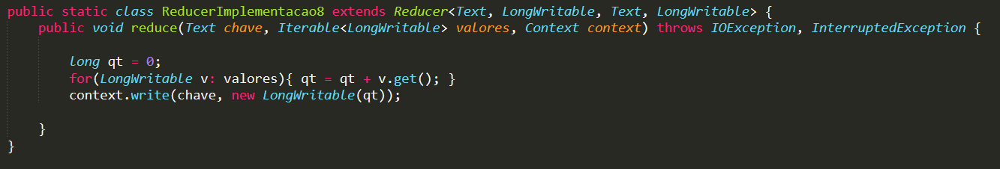 public static class ReducerImplementacao8 extends Reducer<Text, LongWritable, Text, LongWritable> {
    public void reduce(Text chave, Iterable<LongWritable> valores, Context context) throws IOException, InterruptedException {
        long qt = 0;
        for(LongWritable v: valores){ qt = qt + v.get(); }
        context.write(chave, new LongWritable(qt));
    }
}